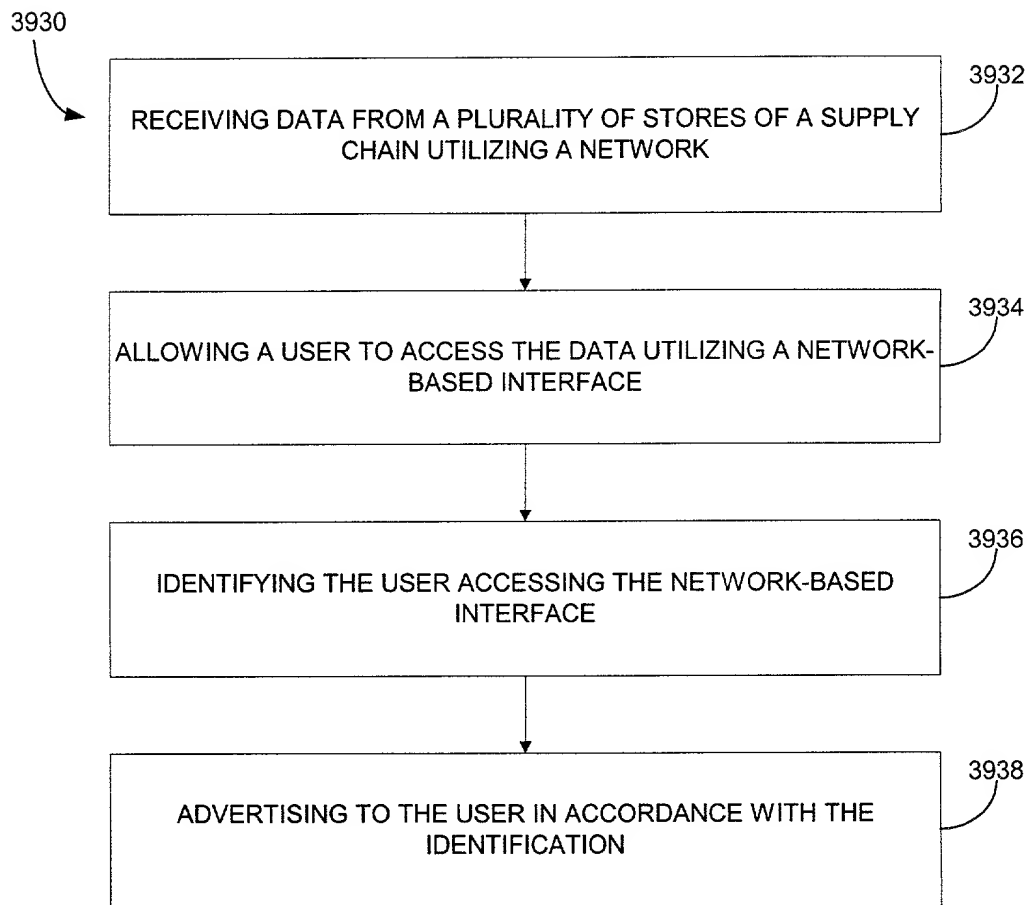 3930
3932
RECEIVING DATA FROM A PLURALITY OF STORES OF A SUPPLY
CHAIN UTILIZING A NETWORK
3934
ALLOWING A USER TO ACCESS THE DATA UTILIZING A NETWORK-
BASED INTERFACE
3936
IDENTIFYING THE USER ACCESSING THE NETWORK-BASED
INTERFACE
3938
ADVERTISING TO THE USER IN ACCORDANCE WITH THE
IDENTIFICATION